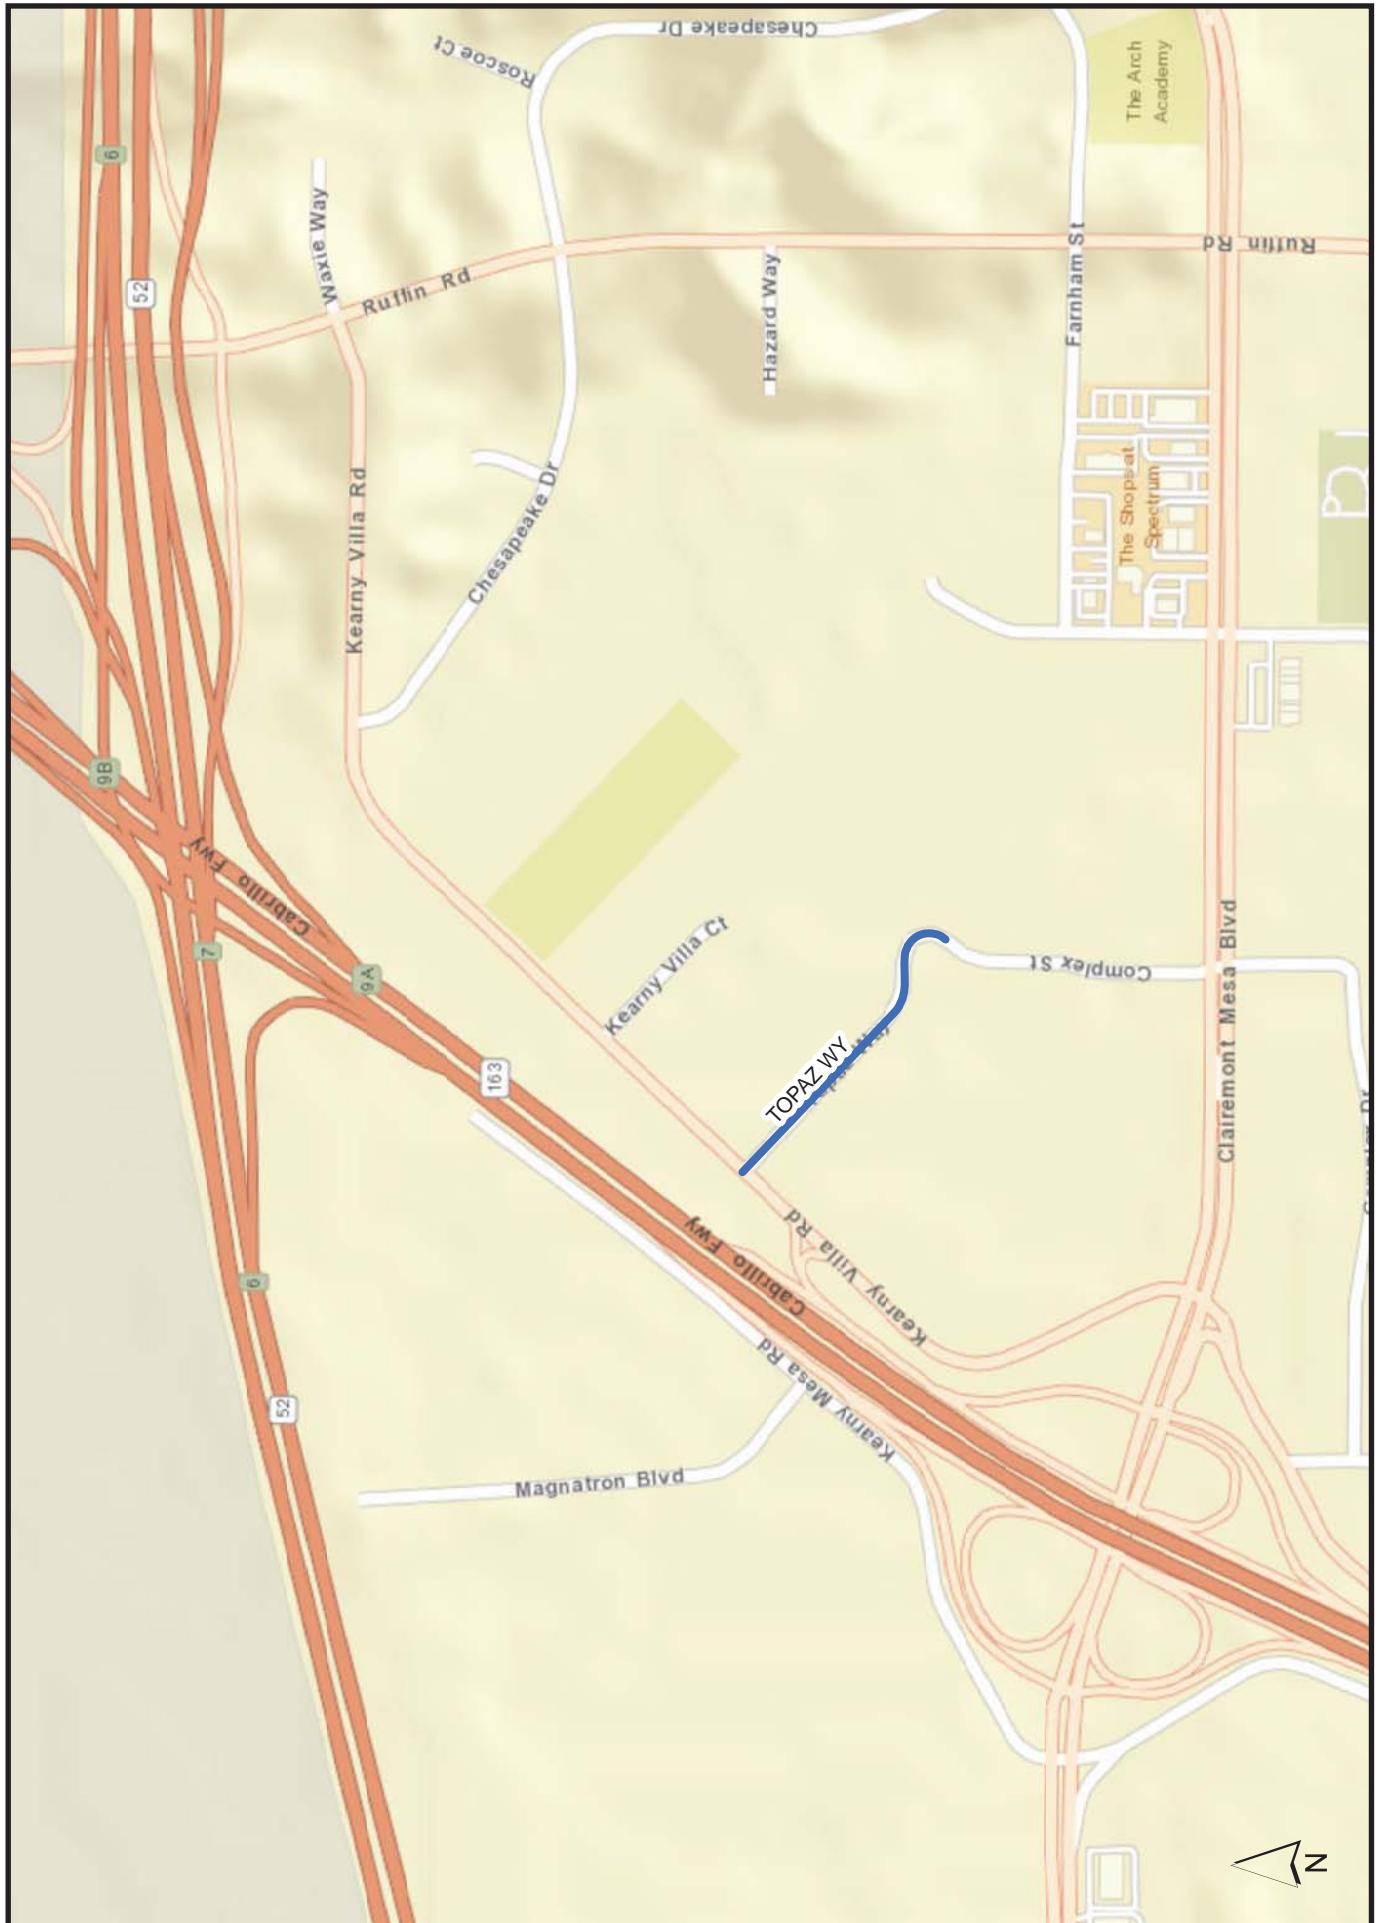 Chesapeake Dr
Roscoe Ct
The Arch
Academy
6
Waxie Way
52
Ruffin Rd
Ruffin Rd
Hazard Way
Farnham St
Kearny Villa Rd
Chesapeake Dr
The Shops at
Spectrum
9B
Cabrillo Fwy
7
9A
Kearny Villa Ct
Complex St
Clairemont Mesa Blvd
163
TOPAZ WY
6
Cabrillo Fwy
Kearny Villa Rd
52
Kearny Mesa Rd
Magnatron Blvd
N